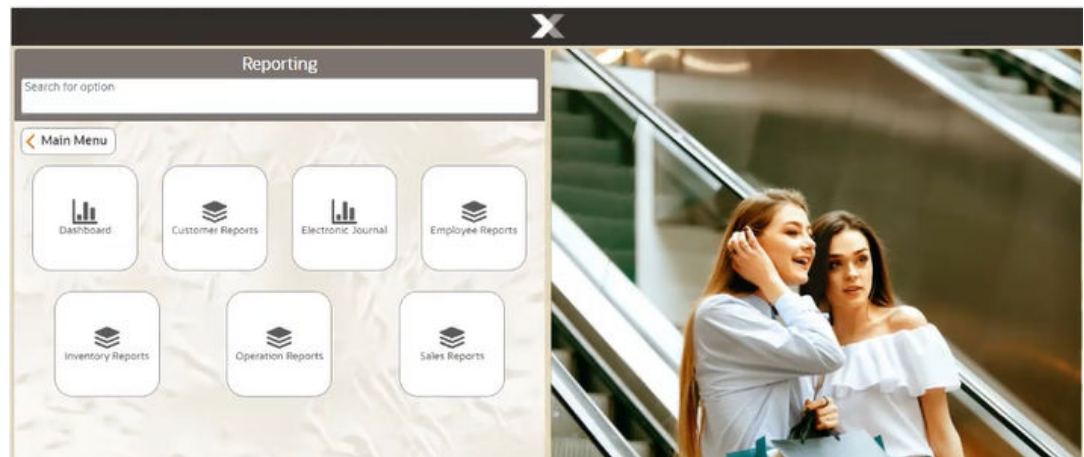 Reporting
Search for option
Main Menu
Dashboard
Customer Reports
Electronic Journal
Employee Reports
Inventory Reports
Operation Reports
Sales Reports